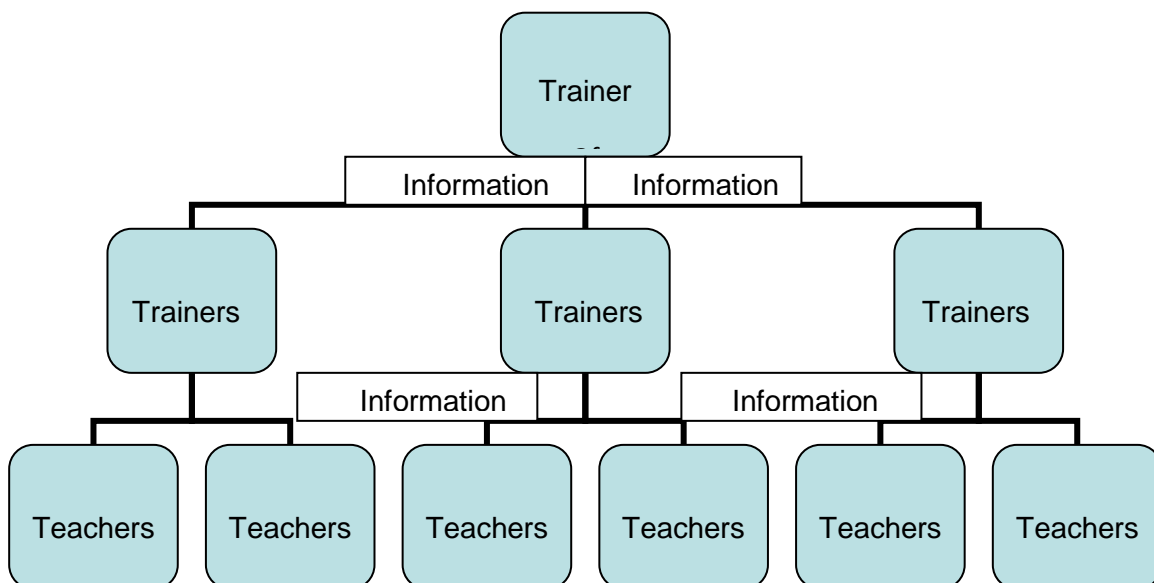 Trainer
Information Information
Trainers Trainers Trainers
Information Information
Teachers Teachers Teachers Teachers Teachers Teachers